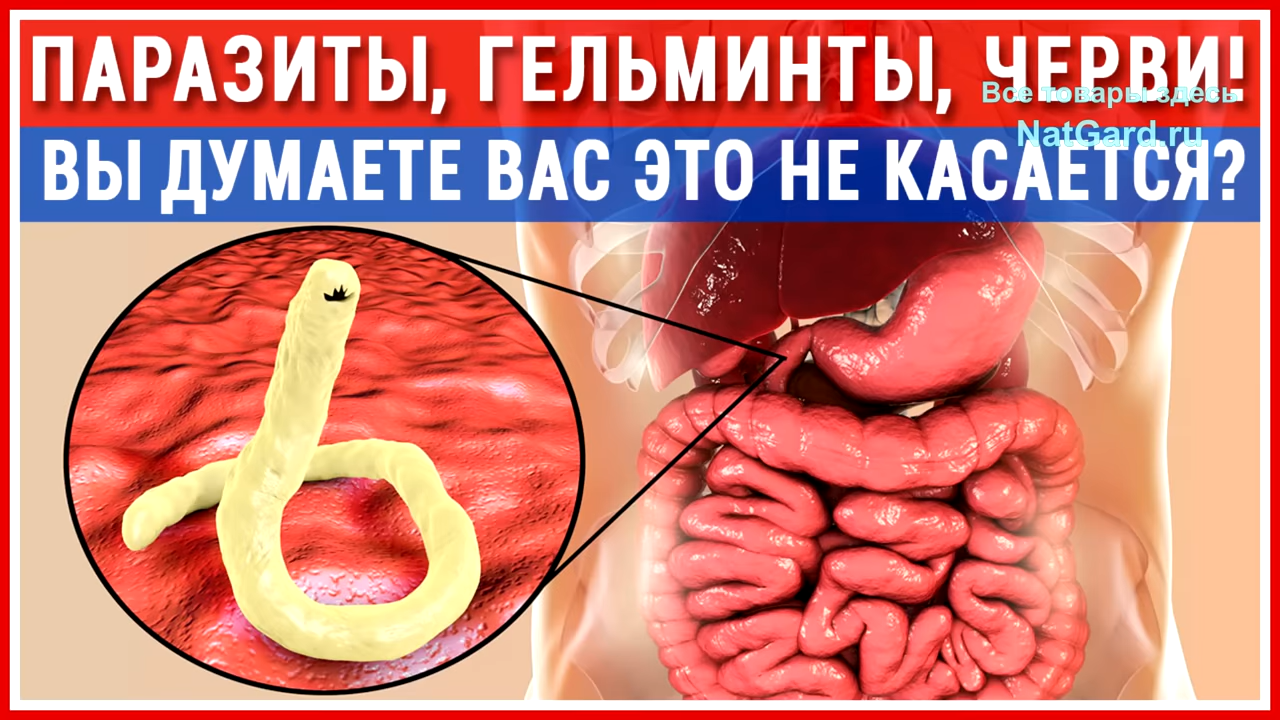 ПАРАЗИТЫ, ГЕЛЬМИНТЫ, ЧЕРВИ!
Все товары здесь
NatGard.ru
ВЫ ДУМАЕТЕ ВАС ЭТО НЕ КАСАЕТСЯ?